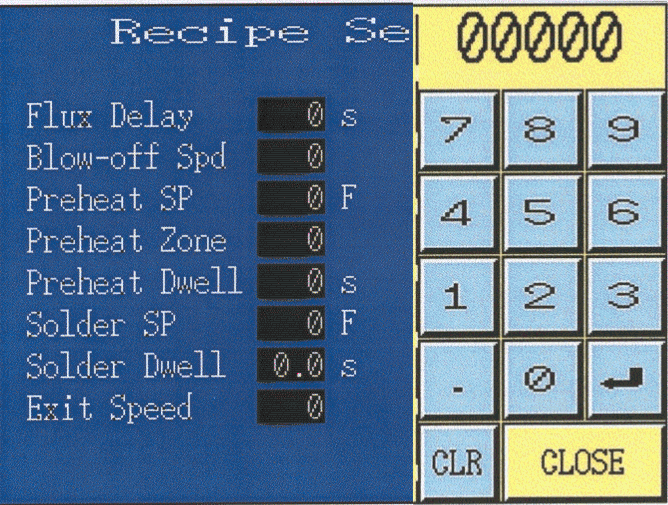 Recipe Se
00000
Flux Delay 0 s
Blow-off Spd 0
Preheat SP 0 F
Preheat Zone 0
Preheat Dwell 0 s
Solder SP 0 F
Solder Dwell 0.0 s
Exit Speed 0
7 8 9
4 5 6
1 2 3
. 0
CLR CLOSE